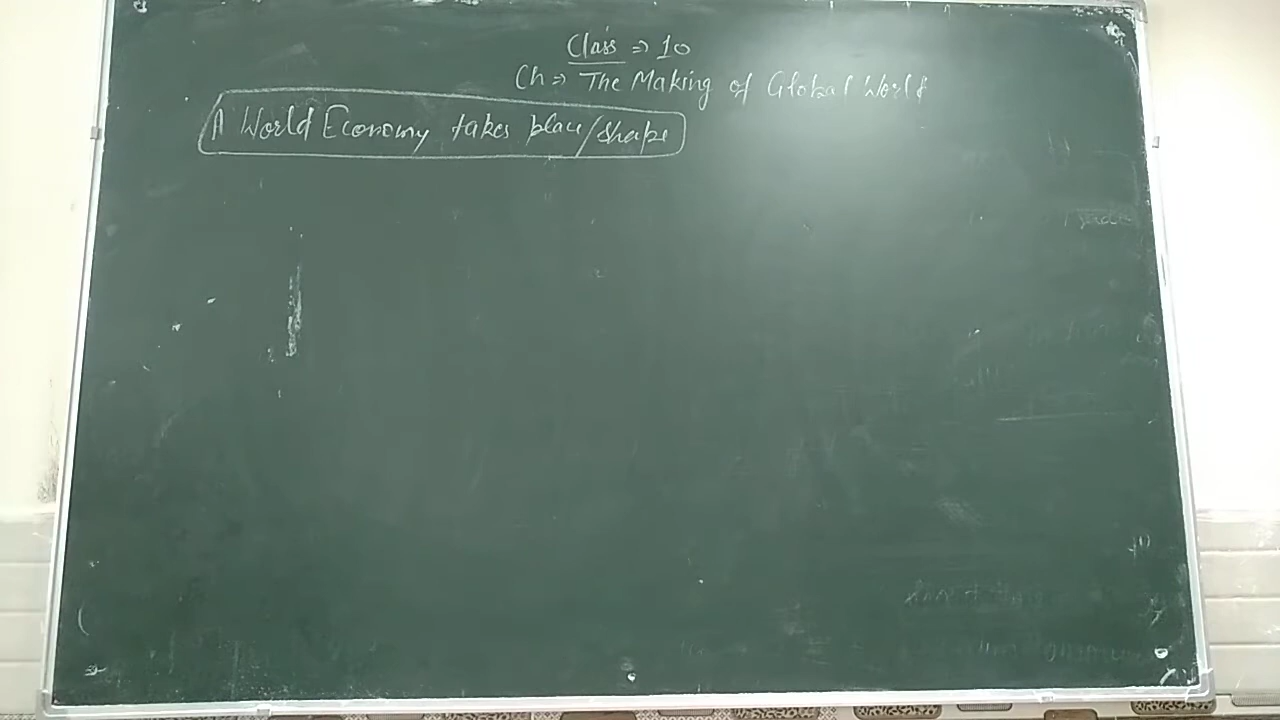 Class ⇒ 10
Ch ⇒ The Making of Global World
A World Economy takes place/shape